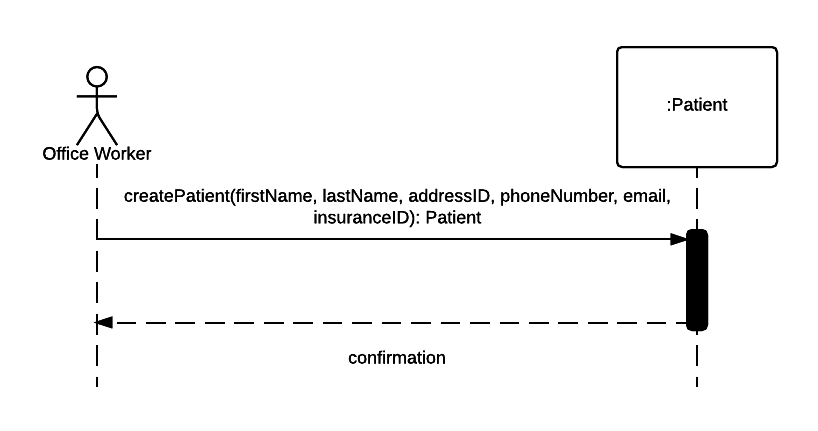 :Patient
Office Worker
createPatient(firstName, lastName, addressID, phoneNumber, email,
insuranceID): Patient
confirmation